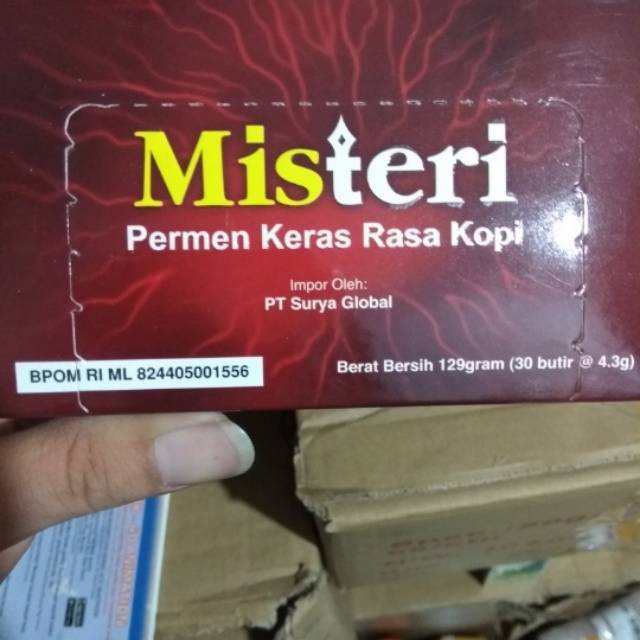 Misteri
Permen Keras Rasa Kopi
Impor Oleh:
PT Surya Global
BPOM RI ML 824405001556
Berat Bersih 129gram (30 butir @ 4.3g)